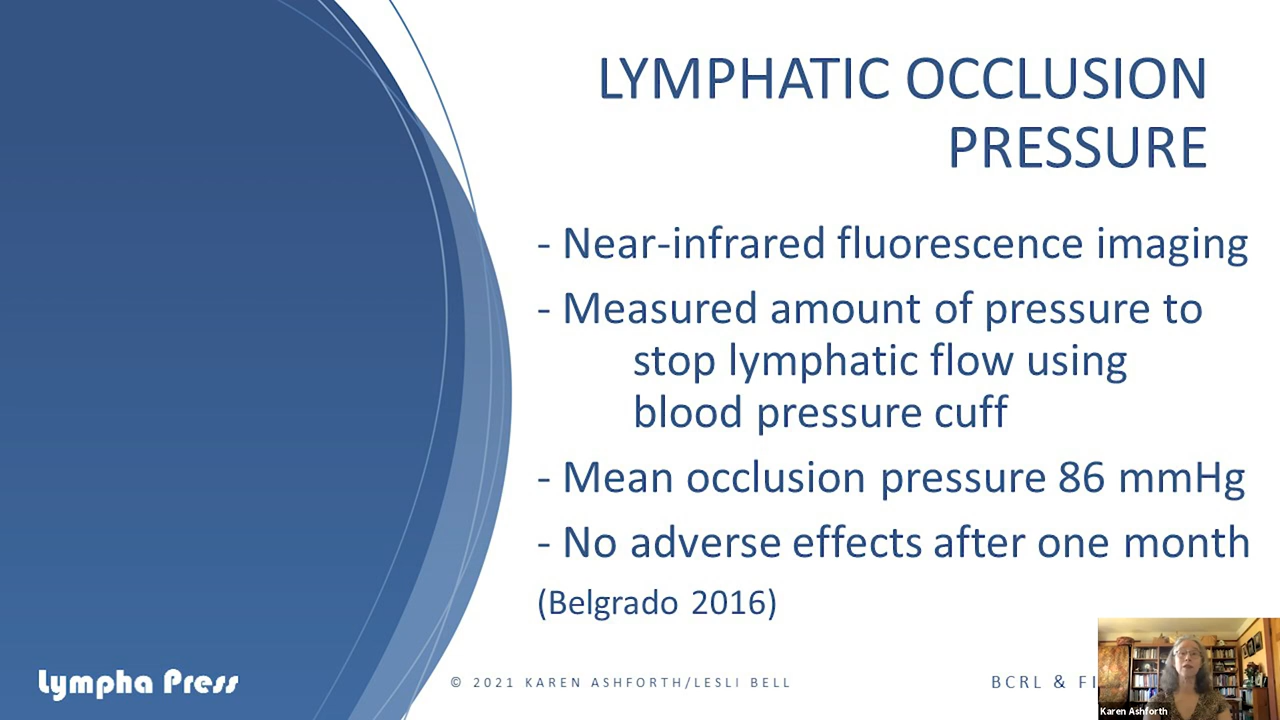 LYMPHATIC OCCLUSION
PRESSURE
- Near-infrared fluorescence imaging
- Measured amount of pressure to
stop lymphatic flow using
blood pressure cuff
- Mean occlusion pressure 86 mmHg
- No adverse effects after one month
(Belgrado 2016)
Lympha Press
© 2021 KAREN ASHFORTH/LESLI BELL
BCRL & FI
Karen Ashforth